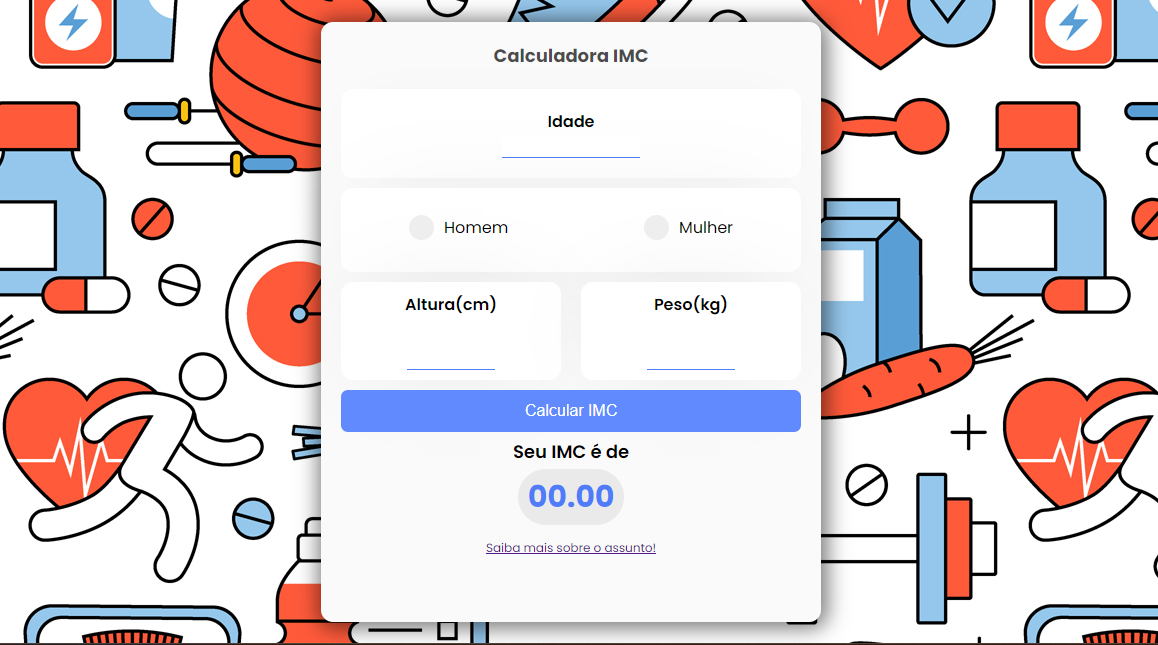 Calculadora IMC
Idade
Homem
Mulher
Altura(cm)
Peso(kg)
Calcular IMC
Seu IMC é de
00.00
Saiba mais sobre o assunto!